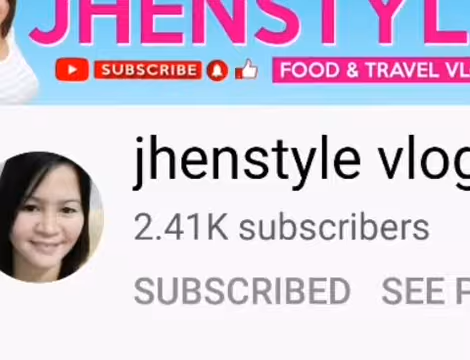 JHENSTYL
SUBSCRIBE FOOD & TRAVEL VL
jhenstyle vlog
2.41K subscribers
SUBSCRIBED SEE P